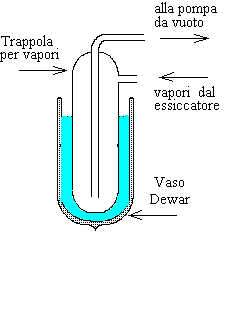 alla pompa
da vuoto
Trappola
per vapori
vapori dal
essiccatore
Vaso
Dewar